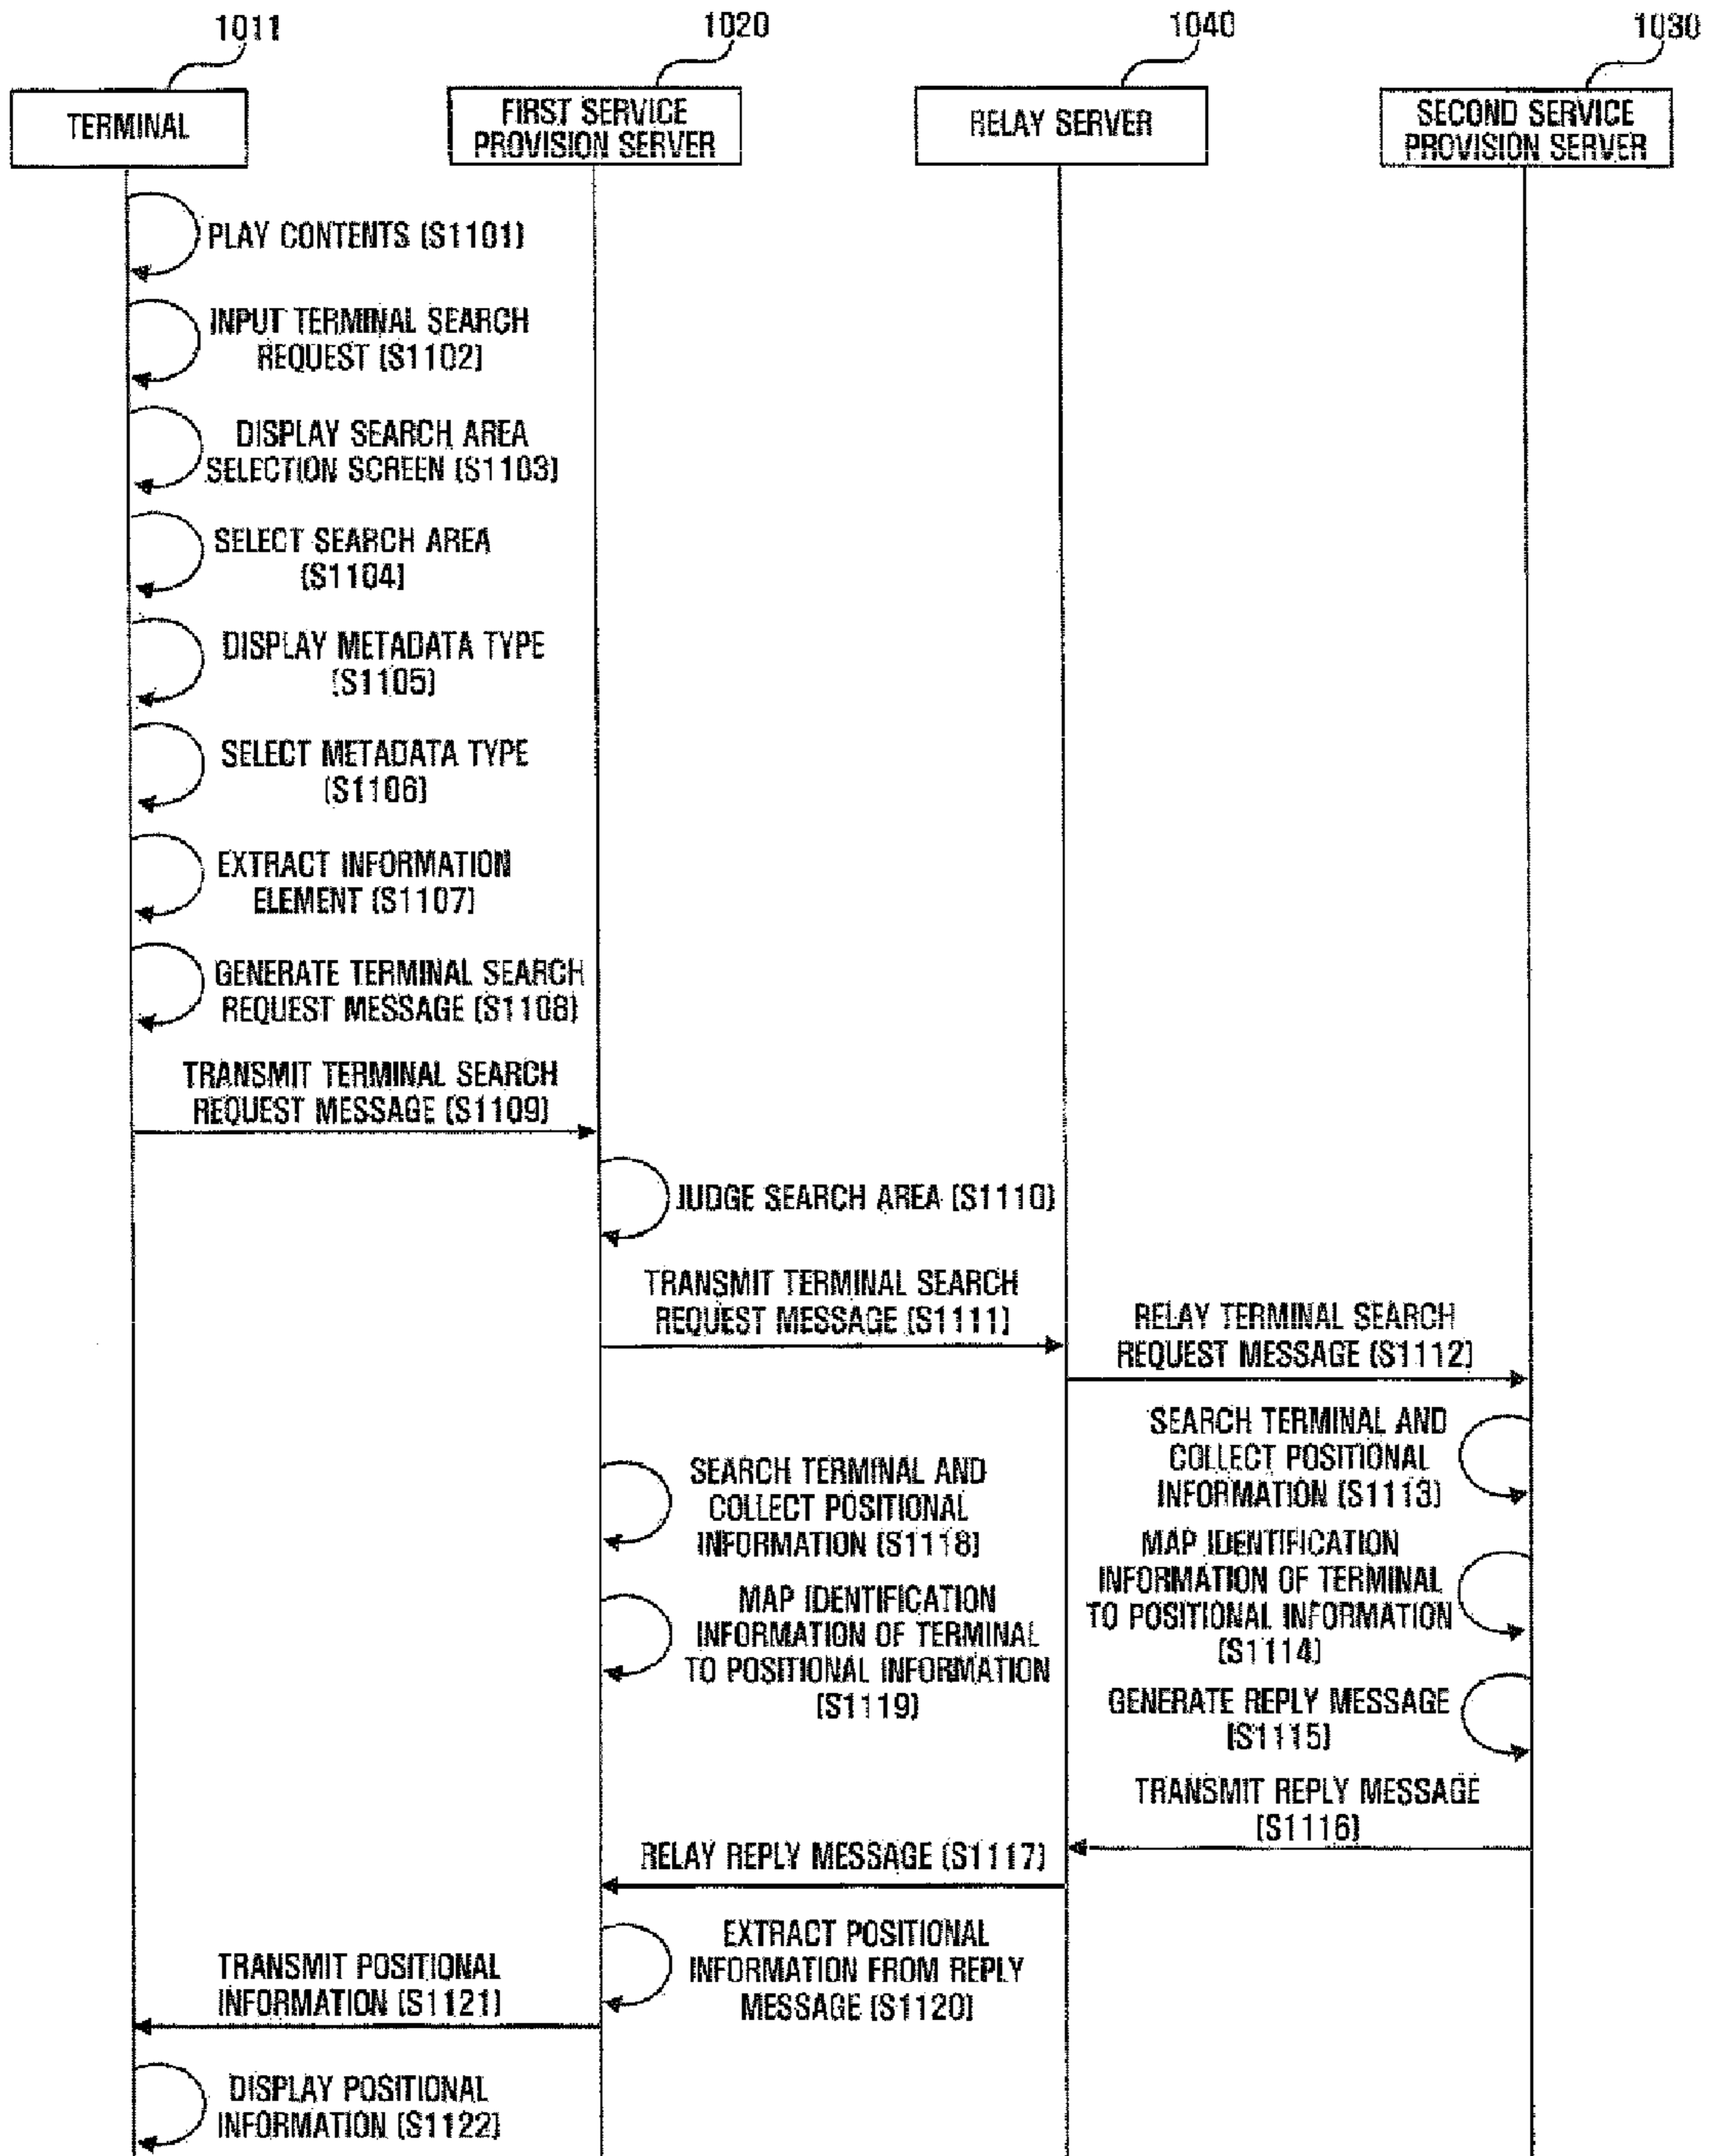 1011
1020
1040
1030
TERMINAL
FIRST SERVICE
PROVISION SERVER
RELAY SERVER
SECOND SERVICE
PROVISION SERVER
PLAY CONTENTS (S1101)
INPUT TERMINAL SEARCH
REQUEST (S1102)
DISPLAY SEARCH AREA
SELECTION SCREEN (S1103)
SELECT SEARCH AREA
(S1104)
DISPLAY METADATA TYPE
(S1105)
SELECT METADATA TYPE
(S1106)
EXTRACT INFORMATION
ELEMENT (S1107)
GENERATE TERMINAL SEARCH
REQUEST MESSAGE (S1108)
TRANSMIT TERMINAL SEARCH
REQUEST MESSAGE (S1109)
JUDGE SEARCH AREA (S1110)
TRANSMIT TERMINAL SEARCH
REQUEST MESSAGE (S1111)
RELAY TERMINAL SEARCH
REQUEST MESSAGE (S1112)
SEARCH TERMINAL AND
COLLECT POSITIONAL
INFORMATION (S1113)
SEARCH TERMINAL AND
COLLECT POSITIONAL
INFORMATION (S1118)
MAP IDENTIFICATION
INFORMATION OF TERMINAL
TO POSITIONAL INFORMATION
(S1114)
MAP IDENTIFICATION
INFORMATION OF TERMINAL
TO POSITIONAL INFORMATION
(S1119)
GENERATE REPLY MESSAGE
(S1115)
TRANSMIT REPLY MESSAGE
(S1116)
RELAY REPLY MESSAGE (S1117)
EXTRACT POSITIONAL
INFORMATION FROM REPLY
MESSAGE (S1120)
TRANSMIT POSITIONAL
INFORMATION (S1121)
DISPLAY POSITIONAL
INFORMATION (S1122)